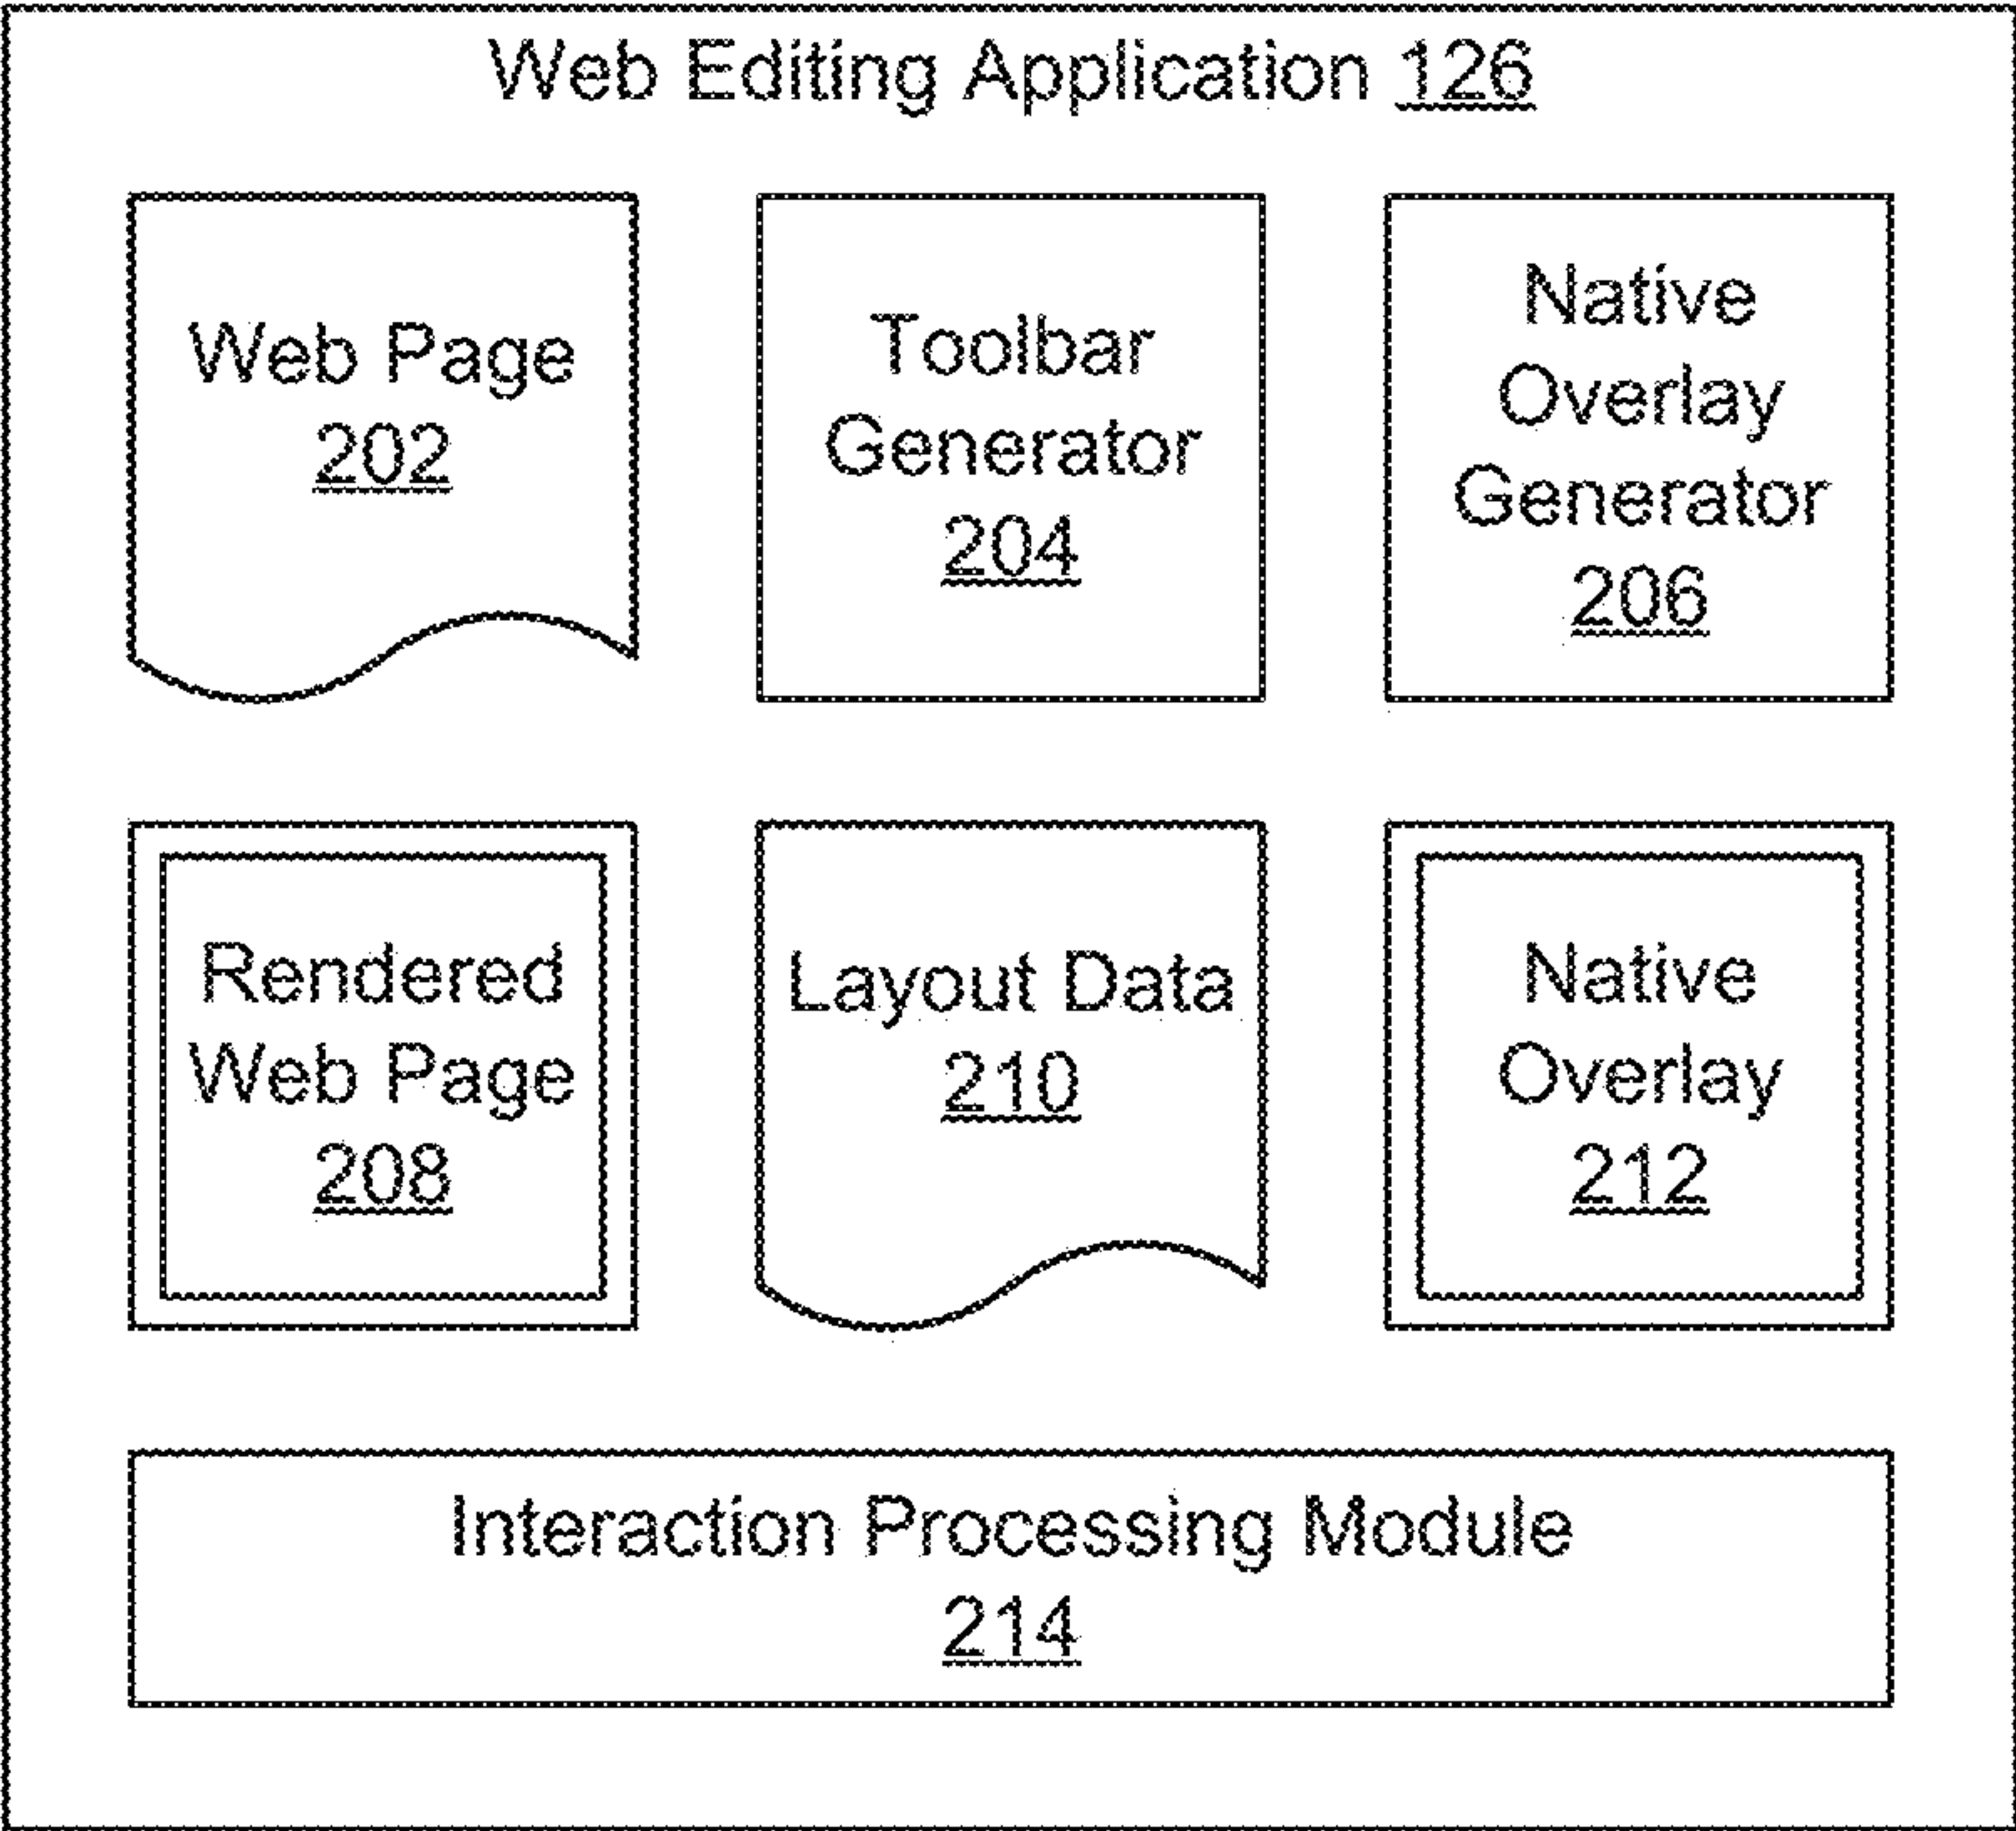 Web Editing Application 126
Web Page
202
Toolbar
Generator
204
Native
Overlay
Generator
206
Rendered
Web Page
208
Layout Data
210
Native
Overlay
212
Interaction Processing Module
214